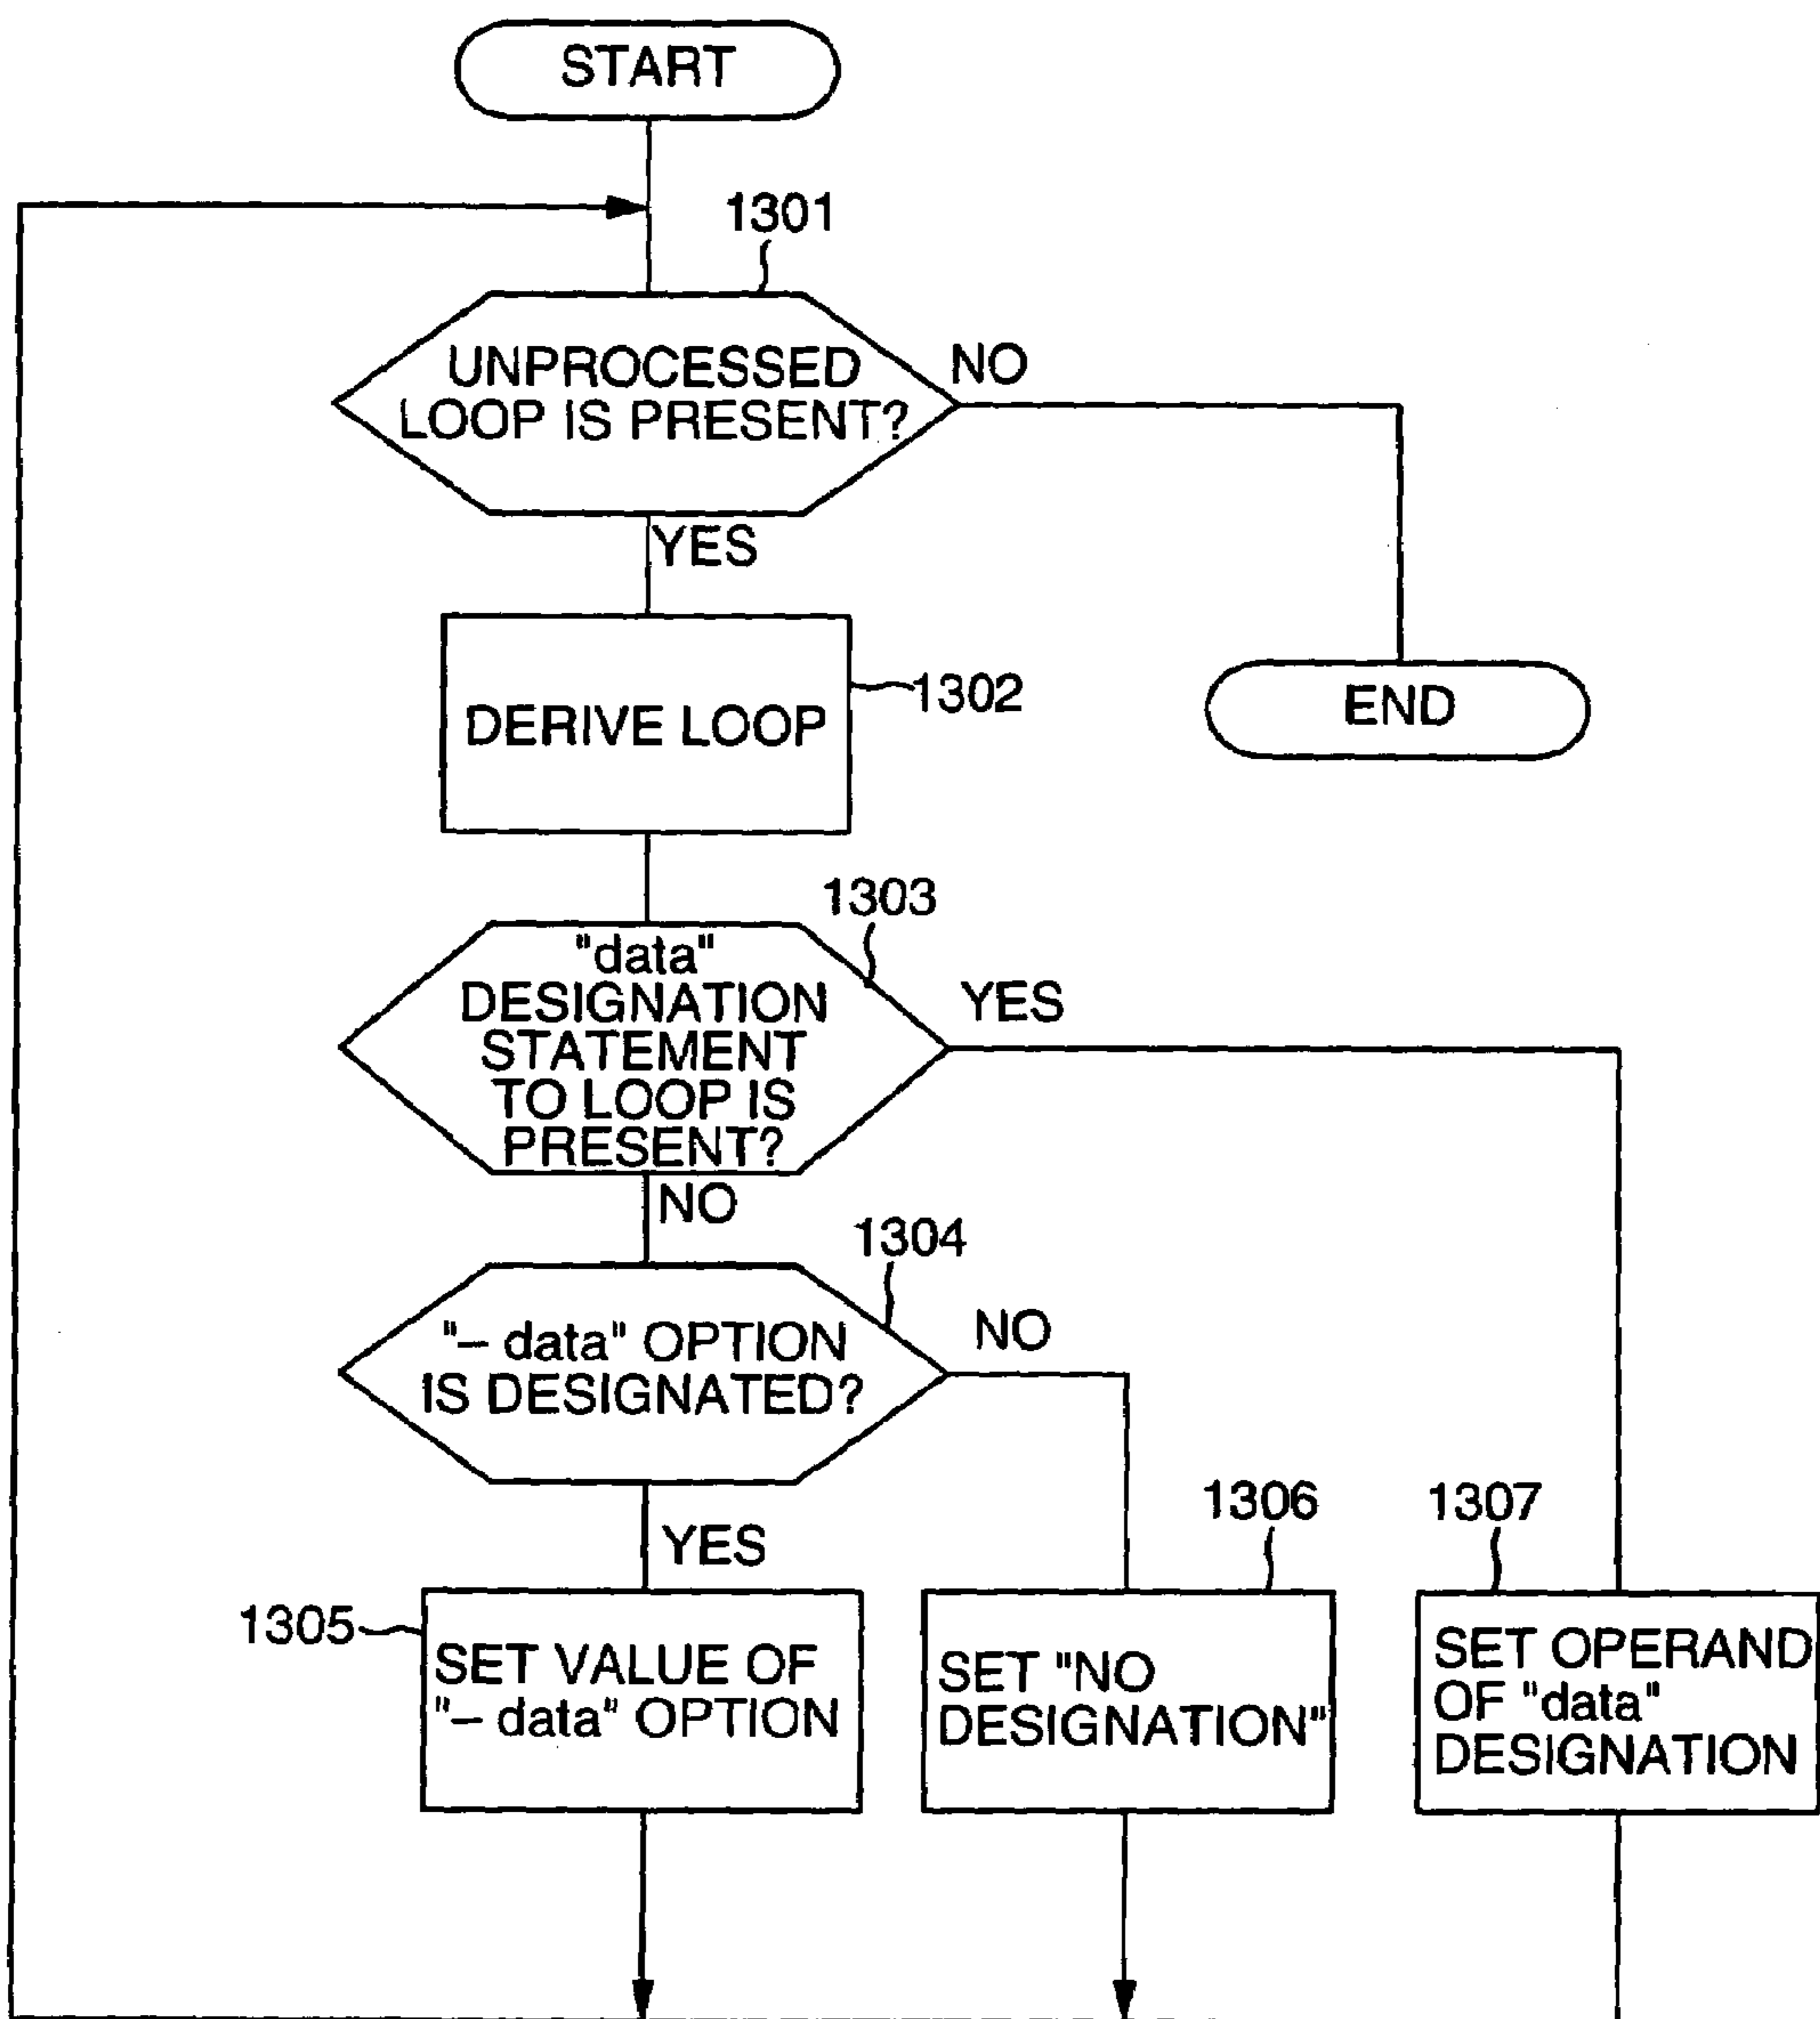 START
1301
UNPROCESSED
LOOP IS PRESENT?
NO
YES
DERIVE LOOP
1302
END
1303
"data"
DESIGNATION
STATEMENT
TO LOOP IS
PRESENT?
YES
NO
1304
"– data" OPTION
IS DESIGNATED?
NO
YES
1305
SET VALUE OF
"– data" OPTION
1306
SET "NO
DESIGNATION"
1307
SET OPERAND
OF "data"
DESIGNATION